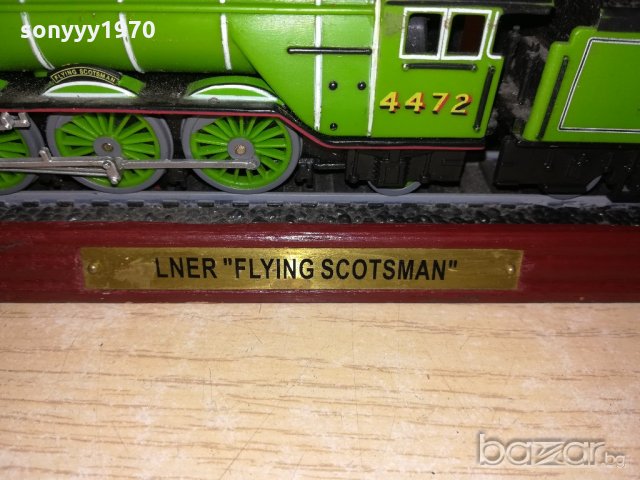 sonyyy1970
FLYING SCOTSMAN
4472
LNER "FLYING SCOTSMAN"
bazar.bg